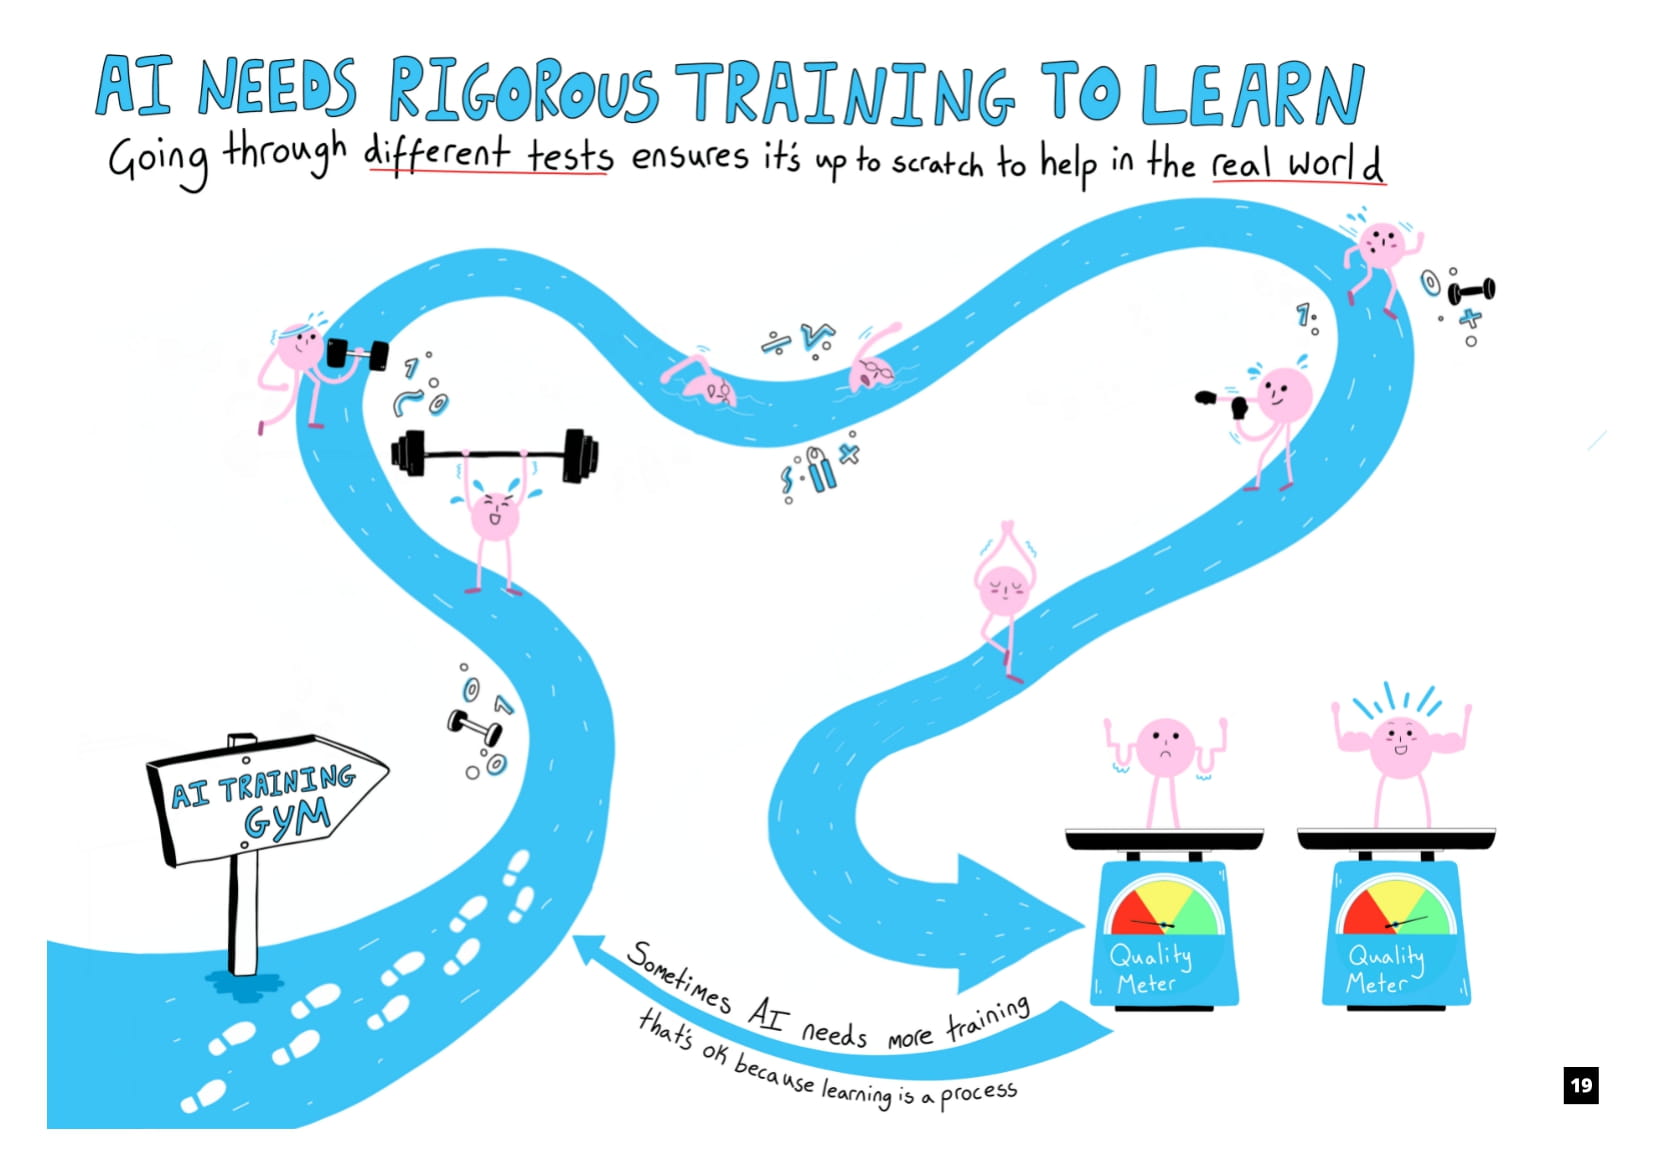 AI NEEDS RIGOROUS TRAINING TO LEARN
Going through different tests ensures it's up to scratch to help in the real world
AI TRAINING
GYM
Quality
Meter
Quality
Meter
Sometimes AI needs more training
that's ok because learning is a process
19